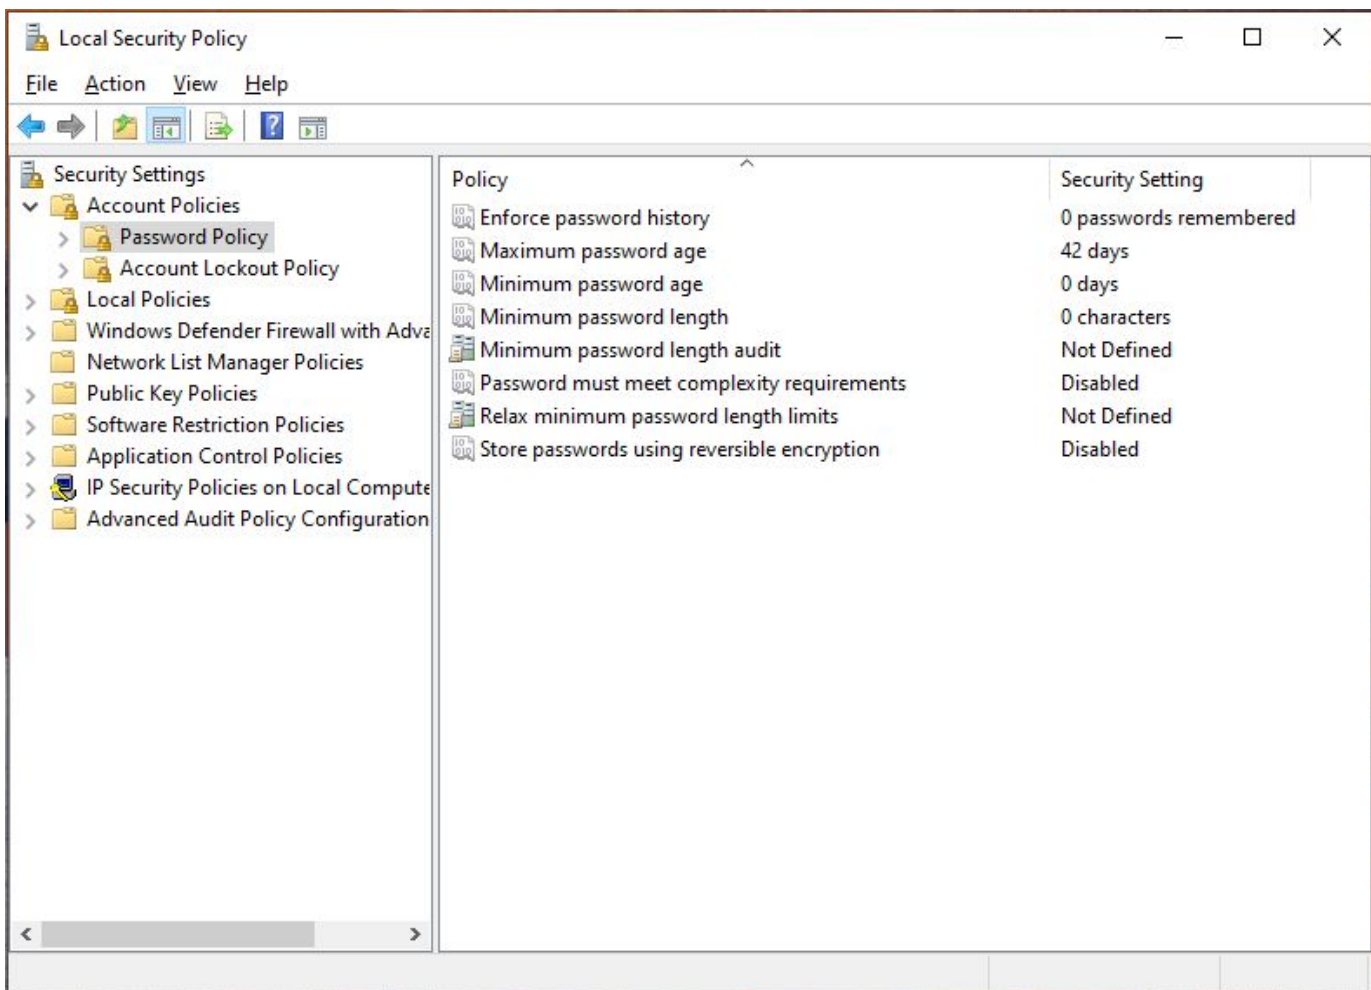 Local Security Policy
File Action View Help
Security Settings
Account Policies
Password Policy
Account Lockout Policy
Local Policies
Windows Defender Firewall with Adva
Network List Manager Policies
Public Key Policies
Software Restriction Policies
Application Control Policies
IP Security Policies on Local Compute
Advanced Audit Policy Configuration
Policy Security Setting
Enforce password history 0 passwords remembered
Maximum password age 42 days
Minimum password age 0 days
Minimum password length 0 characters
Minimum password length audit Not Defined
Password must meet complexity requirements Disabled
Relax minimum password length limits Not Defined
Store passwords using reversible encryption Disabled